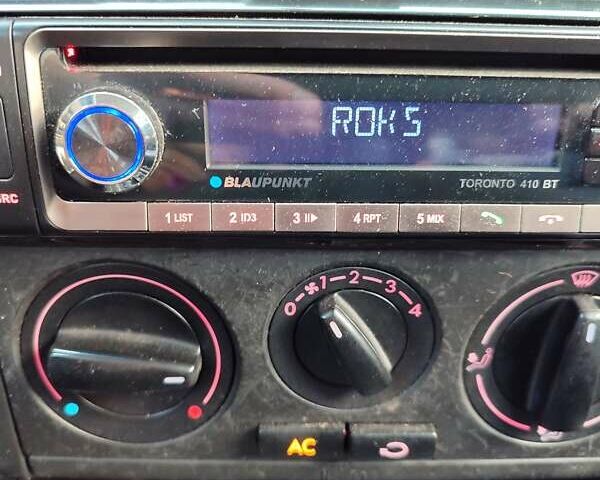 ROKS
BLAUPUNKT
TORONTO 410 BT
1 LIST 2 ID3 3 4 RPT 5 MIX
0 1 2 3 4
AC